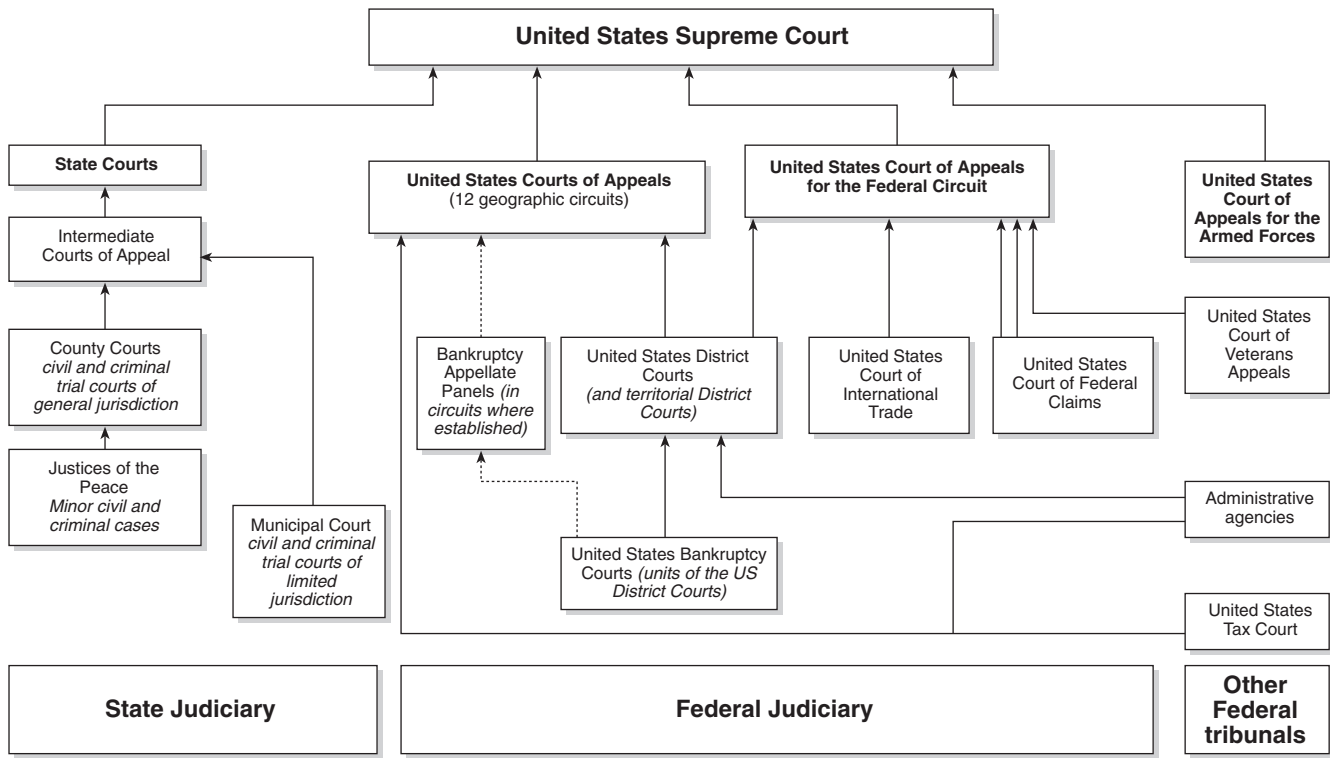 United States Supreme Court
State Courts
United States Courts of Appeals
(12 geographic circuits)
United States Court of Appeals
for the Federal Circuit
United States
Court of
Appeals for the
Armed Forces
Intermediate
Courts of Appeal
County Courts
civil and criminal
trial courts of
general jurisdiction
Bankruptcy
Appellate
Panels (in
circuits where
established)
United States District
Courts
(and territorial District
Courts)
United States
Court of
International
Trade
United States
Court of Federal
Claims
United States
Court of
Veterans
Appeals
Justices of the
Peace
Minor civil and
criminal cases
Municipal Court
civil and criminal
trial courts of
limited
jurisdiction
United States Bankruptcy
Courts (units of the US
District Courts)
Administrative
agencies
United States
Tax Court
State Judiciary
Federal Judiciary
Other
Federal
tribunals